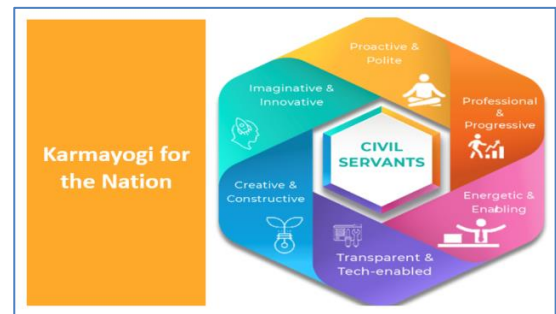 Karmayogi for
the Nation
Proactive &
Polite
Professional
&
Progressive
Energetic &
Enabling
Transparent &
Tech-enabled
Creative &
Constructive
Imaginative &
Innovative
CIVIL
SERVANTS